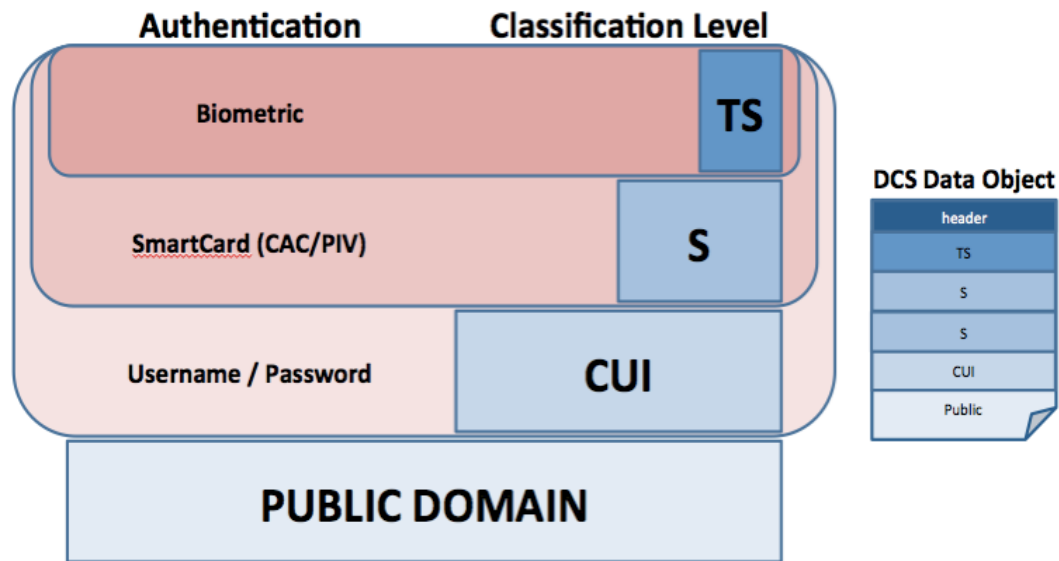 Authentication
Classification Level
Biometric
TS
SmartCard (CAC/PIV)
S
Username / Password
CUI
PUBLIC DOMAIN
DCS Data Object
header
TS
S
S
CUI
Public